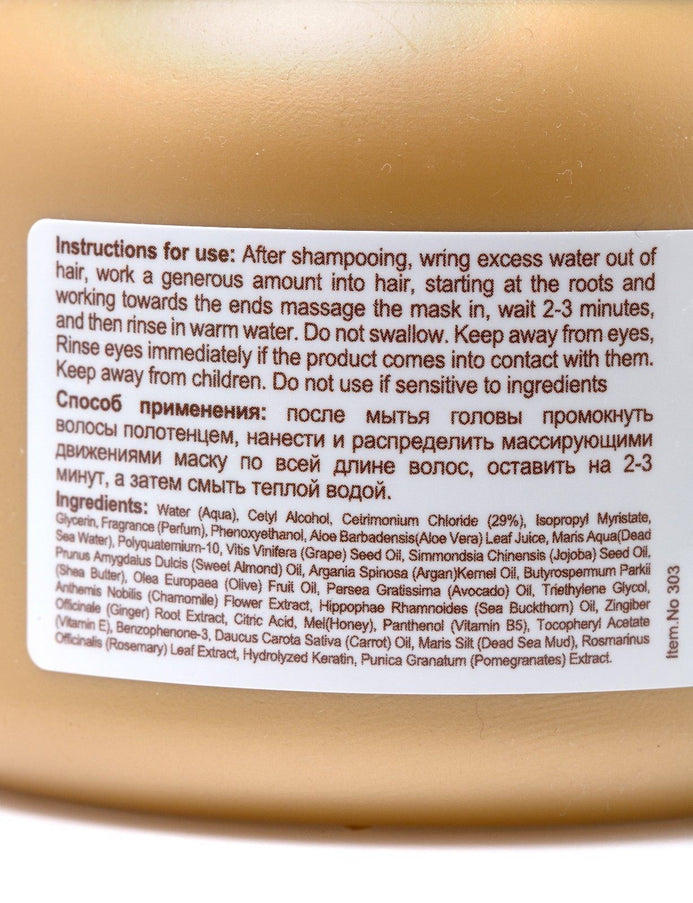 Instructions for use: After shampooing, wring excess water out of
hair, work a generous amount into hair, starting at the roots and
working towards the ends massage the mask in, wait 2-3 minutes,
and then rinse in warm water. Do not swallow. Keep away from eyes,
Rinse eyes immediately if the product comes into contact with them.
Keep away from children. Do not use if sensitive to ingredients
Способ применения: после мытья головы промокнуть
волосы полотенцем, нанести и распределить массирующими
движениями маску по всей длине волос, оставить на 2-3
минут, а затем смыть теплой водой.
Ingredients: Water (Aqua), Cetyl Alcohol, Cetrimonium Chloride (29%), Isopropyl Myristate,
Glycerin, Fragrance (Perfum), Phenoxyethanol, Aloe Barbadensis(Aloe Vera) Leaf Juice, Maris Aqua(Dead
Sea Water), Polyquaternium-10, Vitis Vinifera (Grape) Seed Oil, Simmondsia Chinensis (Jojoba) Seed Oil,
Prunus Amygdalus Dulcis (Sweet Almond) Oil, Argania Spinosa (Argan)Kernel Oil, Butyrospermum Parkii
(Shea Butter), Olea Europaea (Olive) Fruit Oil, Persea Gratissima (Avocado) Oil, Triethylene Glycol,
Anthemis Nobilis (Chamomile) Flower Extract, Hippophae Rhamnoides (Sea Buckthorn) Oil, Zingiber
Officinale (Ginger) Root Extract, Citric Acid, Mel(Honey), Panthenol (Vitamin B5), Tocopheryl Acetate
(Vitamin E), Benzophenone-3, Daucus Carota Sativa (Carrot) Oil, Maris Silt (Dead Sea Mud), Rosmarinus
Officinalis (Rosemary) Leaf Extract, Hydrolyzed Keratin, Punica Granatum (Pomegranates) Extract.
Item.No 303